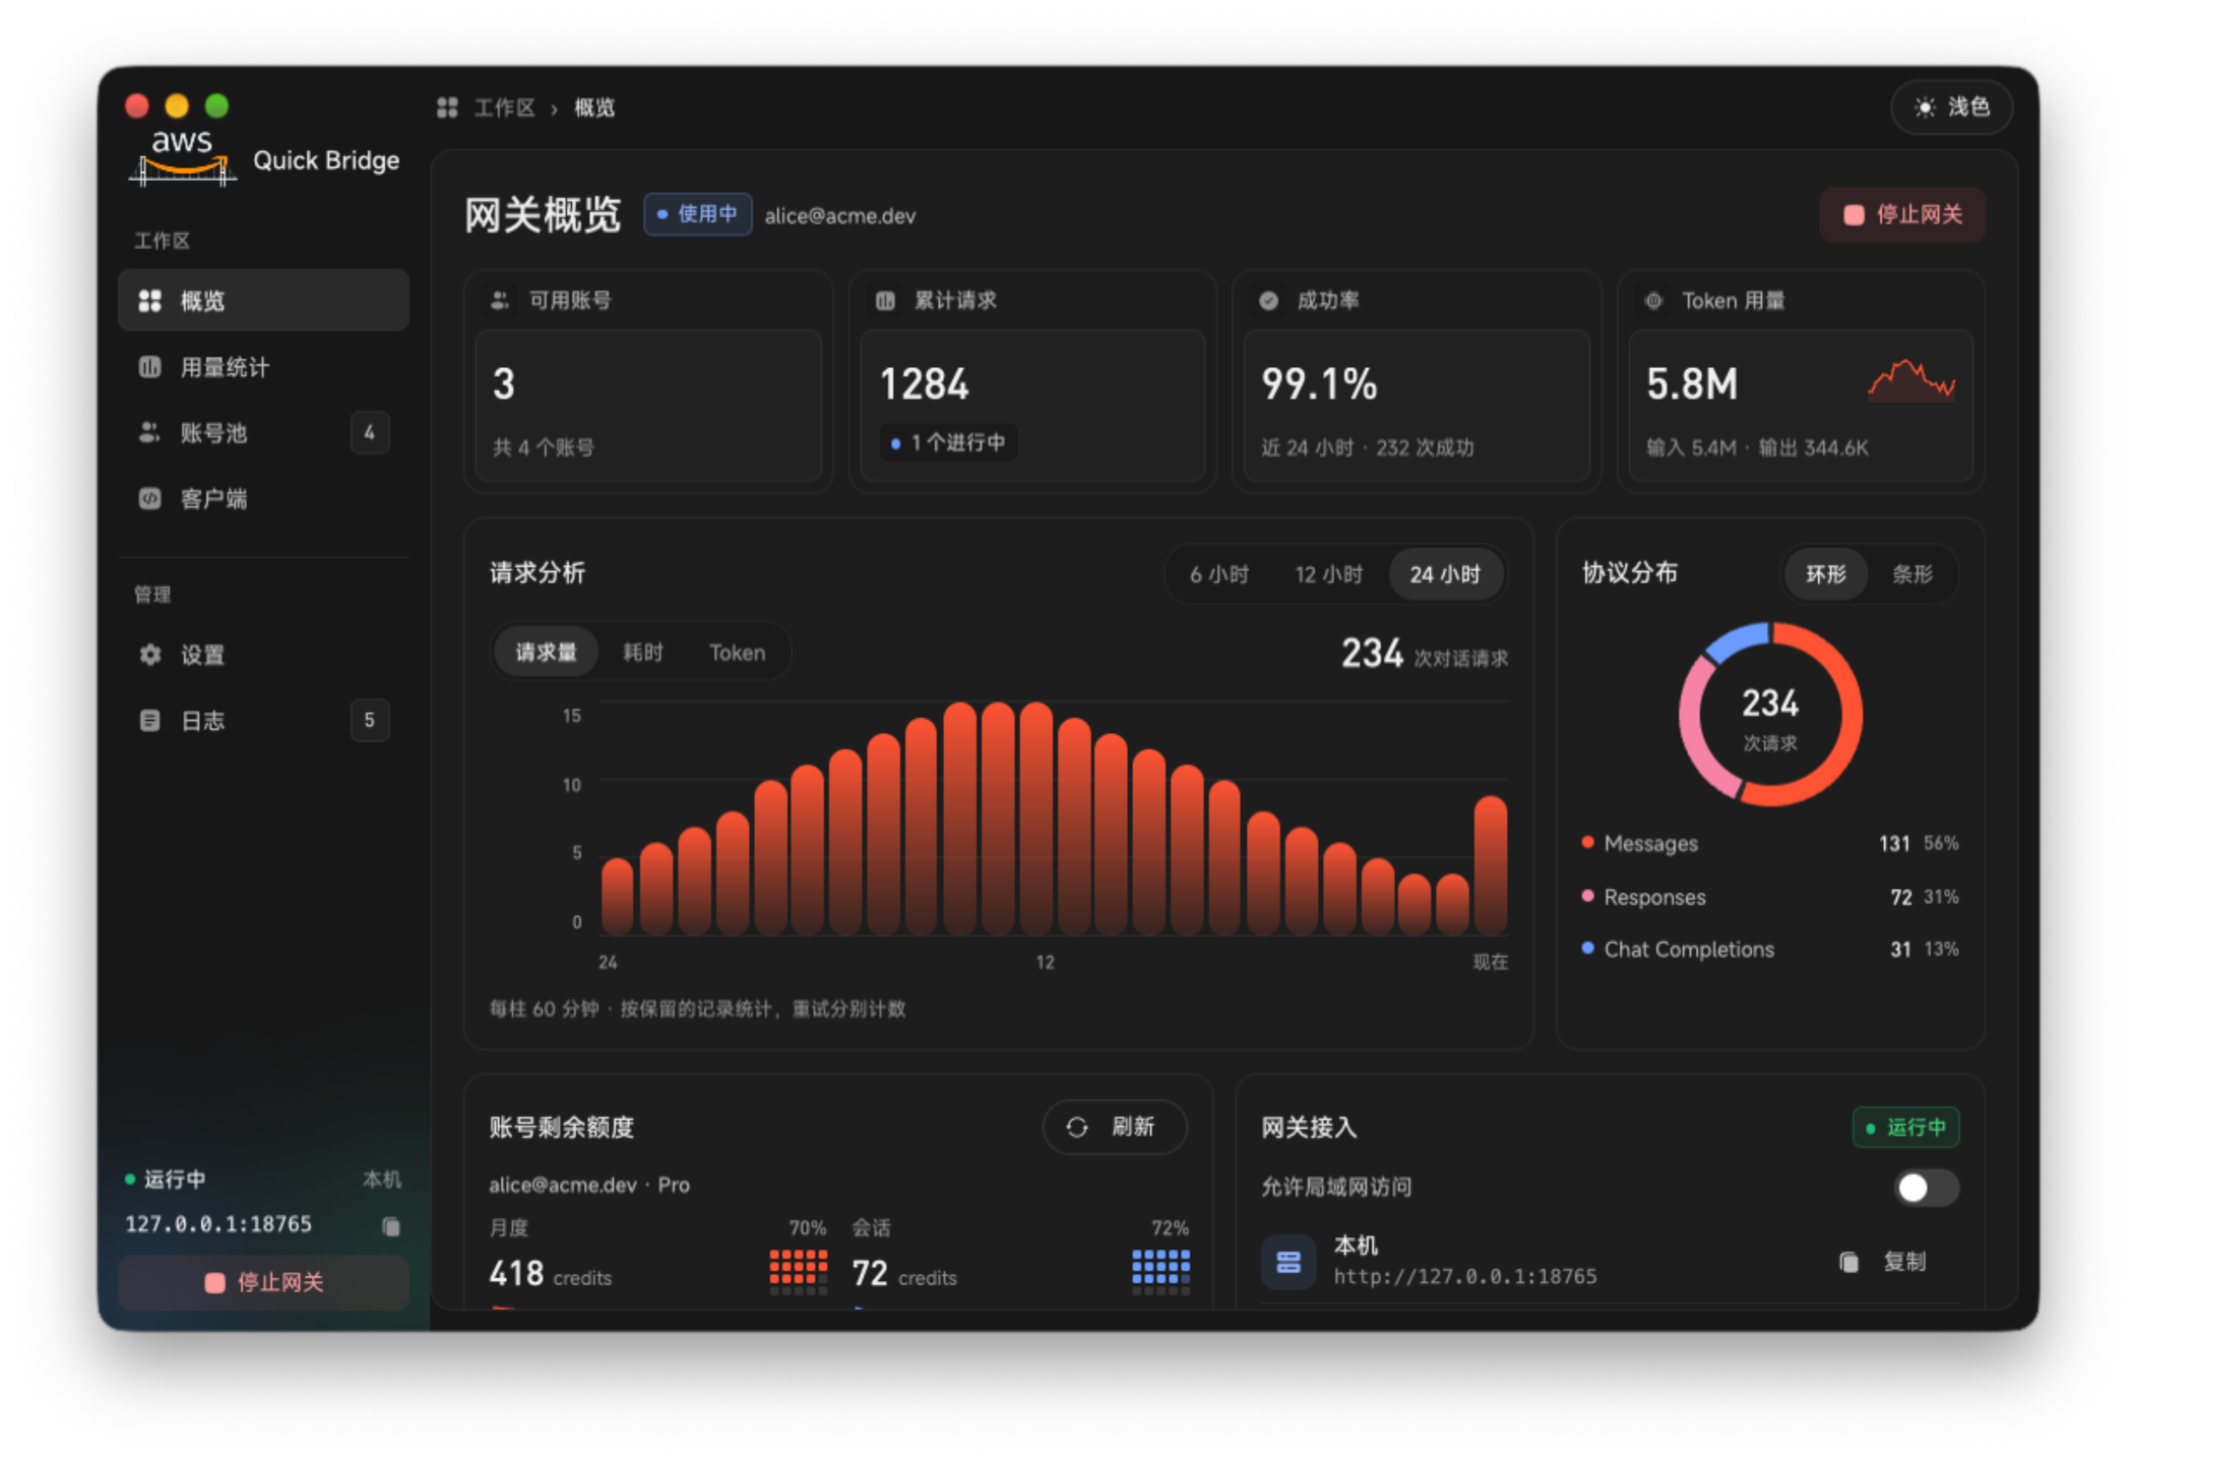 工作区 › 概览
浅色
aws
Quick Bridge
工作区
概览
用量统计
账号池 4
客户端
管理
设置
日志 5
运行中 本机
127.0.0.1:18765
停止网关
网关概览 使用中 alice@acme.dev
停止网关
可用账号
3
共 4 个账号
累计请求
1284
1 个进行中
成功率
99.1%
近 24 小时 · 232 次成功
Token 用量
5.8M
输入 5.4M · 输出 344.6K
请求分析
6 小时 12 小时 24 小时
请求量 耗时 Token
234 次对话请求
15
10
5
0
24 12 现在
每柱 60 分钟 · 按保留的记录统计，重试分别计数
协议分布
环形 条形
234
次请求
Messages 131 56%
Responses 72 31%
Chat Completions 31 13%
账号剩余额度
刷新
alice@acme.dev · Pro
月度 70%
418 credits
会话 72%
72 credits
网关接入
运行中
允许局域网访问
本机
http://127.0.0.1:18765
复制